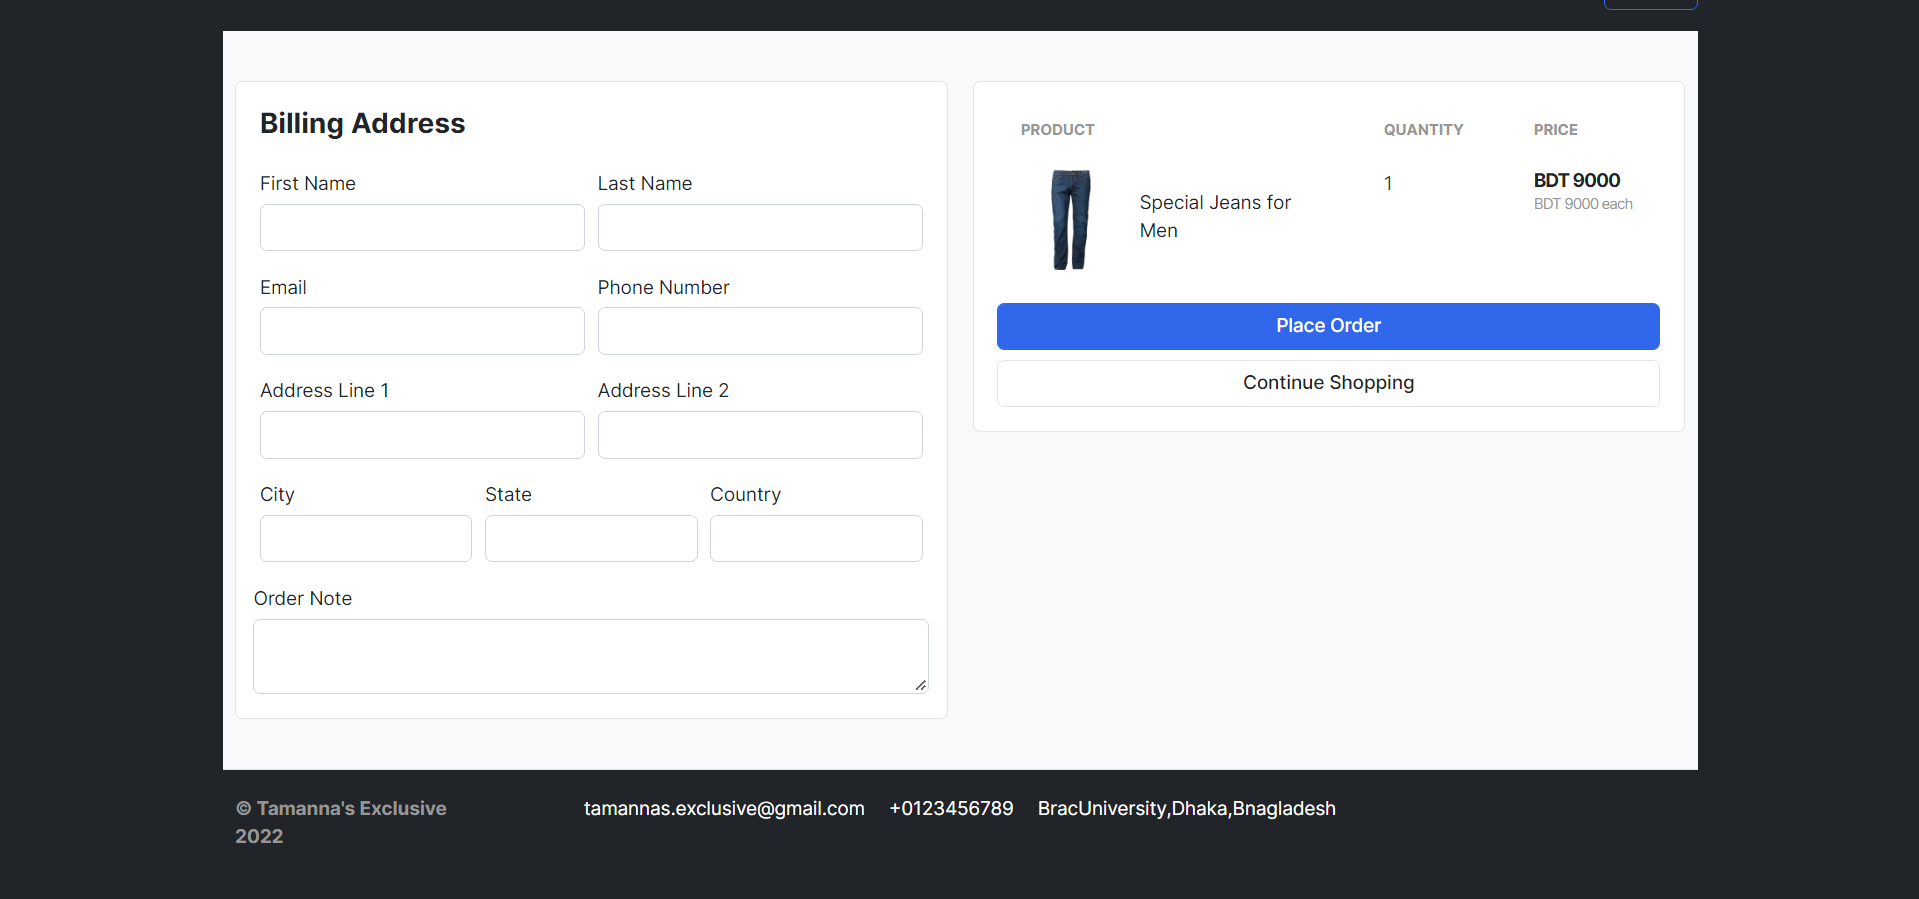 Billing Address
First Name
Last Name
Email
Phone Number
Address Line 1
Address Line 2
City
State
Country
Order Note
PRODUCT
QUANTITY
PRICE
Special Jeans for
Men
1
BDT 9000
BDT 9000 each
Place Order
Continue Shopping
© Tamanna's Exclusive
2022
tamannas.exclusive@gmail.com
+0123456789
BracUniversity,Dhaka,Bnagladesh